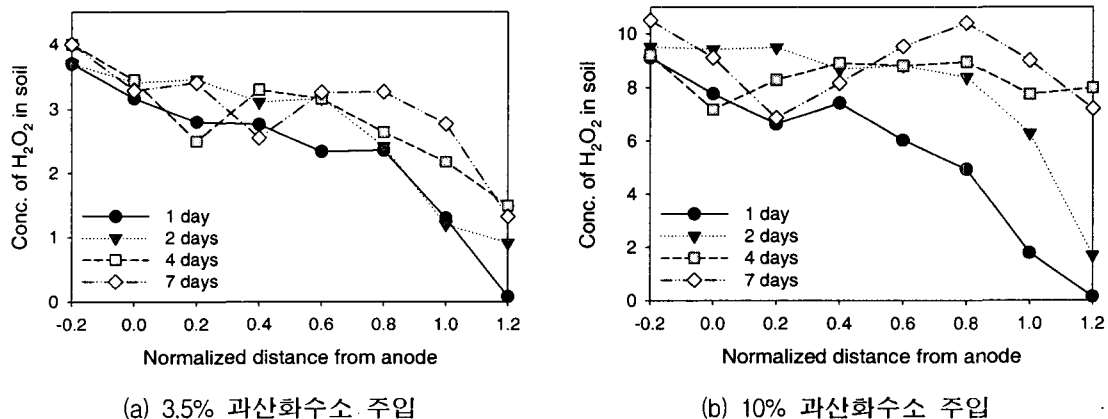 Conc. of H₂O₂ in soil
4
3
2
1
0
1 day
2 days
4 days
7 days
-0.2 0.0 0.2 0.4 0.6 0.8 1.0 1.2
Normalized distance from anode
(a) 3.5% 과산화수소 주입
Conc. of H₂O₂ in soil
10
8
6
4
2
0
1 day
2 days
4 days
7 days
-0.2 0.0 0.2 0.4 0.6 0.8 1.0 1.2
Normalized distance from anode
(b) 10% 과산화수소 주입